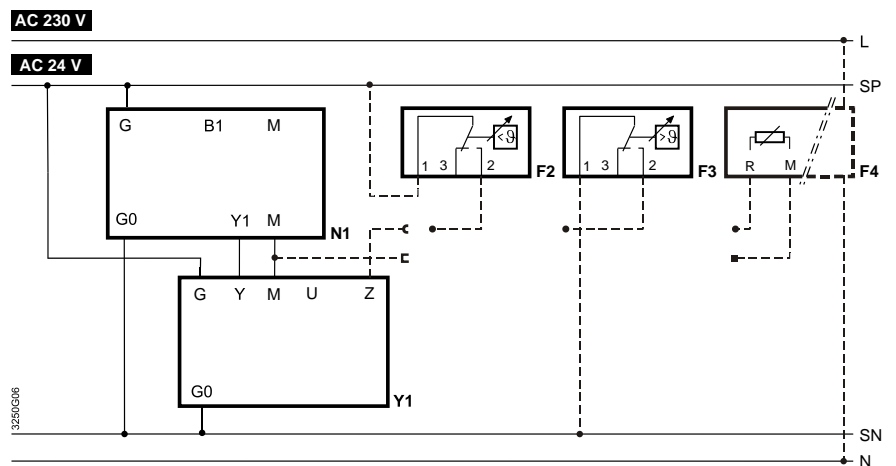 AC 230 V
L
AC 24 V
SP
G B1 M
<ϑ
>ϑ
1 3 2 F2
1 3 2 F3
R M F4
G0 Y1 M
N1
G Y M U Z
G0
Y1
3250G06
SN
N